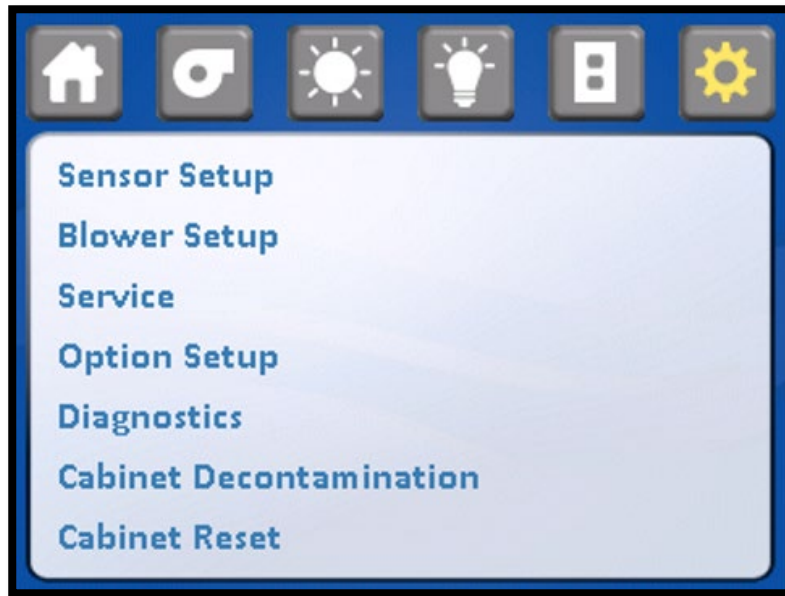 Sensor Setup
Blower Setup
Service
Option Setup
Diagnostics
Cabinet Decontamination
Cabinet Reset